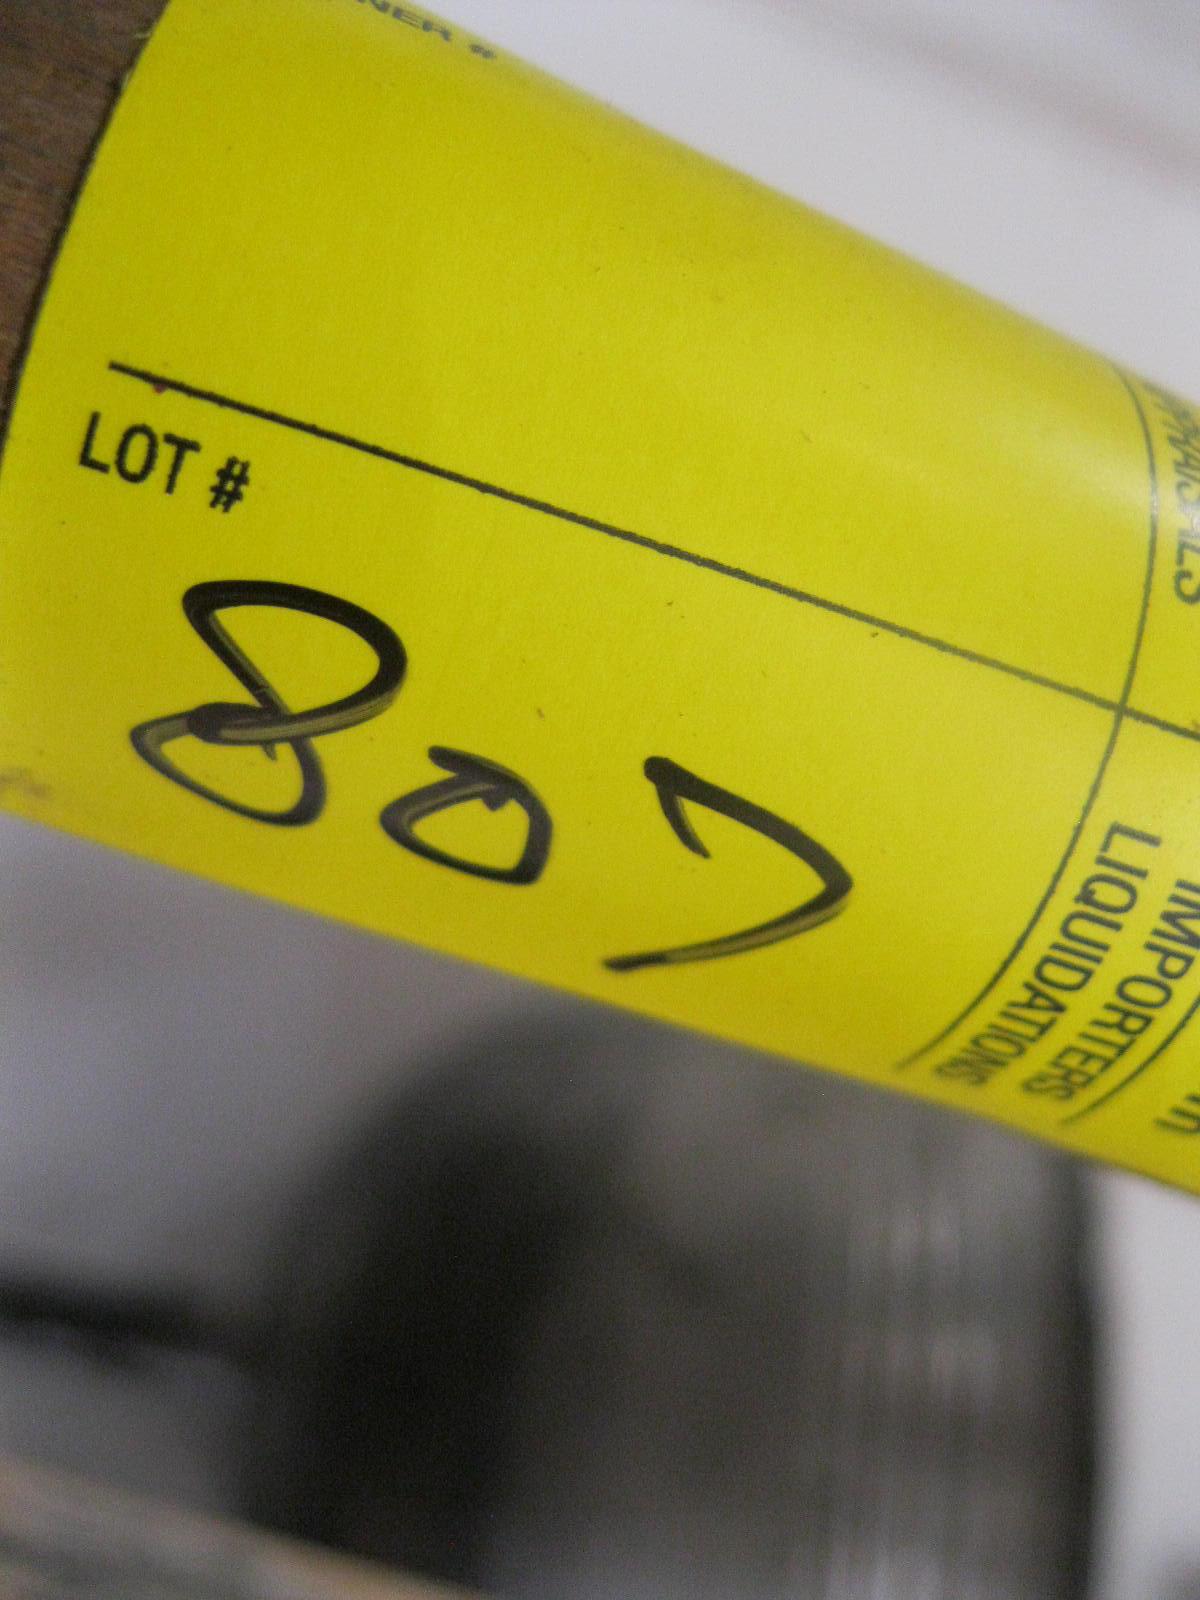 LOT #
807
LIQUIDATIONS
IMPORTERS